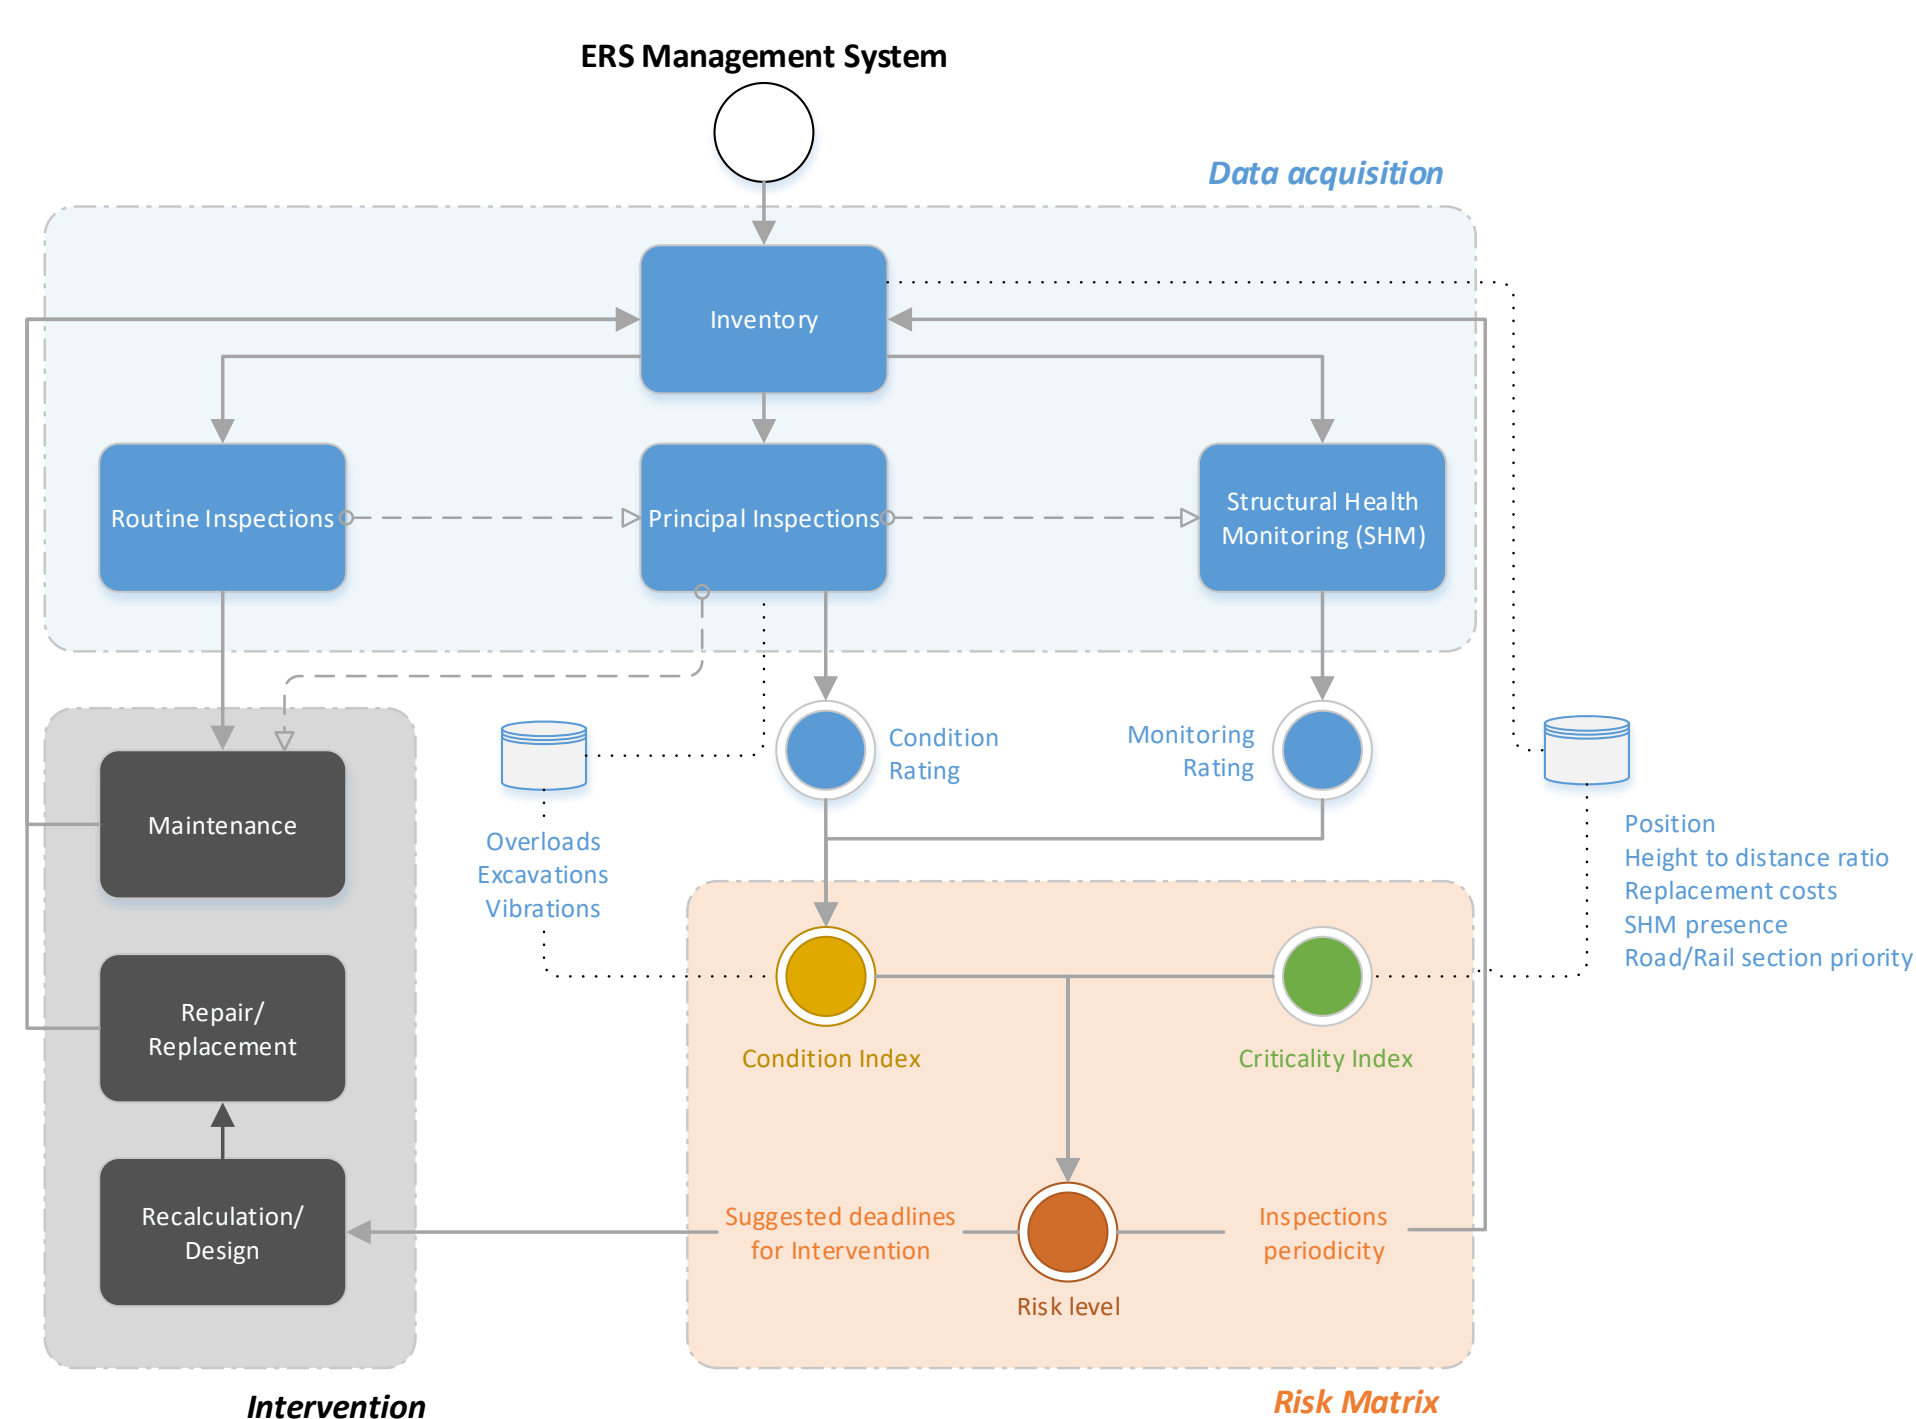 ERS Management System
Data acquisition
Inventory
Routine Inspections
Principal Inspections
Structural Health
Monitoring (SHM)
Condition
Rating
Monitoring
Rating
Overloads
Excavations
Vibrations
Position
Height to distance ratio
Replacement costs
SHM presence
Road/Rail section priority
Maintenance
Repair/
Replacement
Recalculation/
Design
Condition Index
Criticality Index
Suggested deadlines
for Intervention
Inspections
periodicity
Risk level
Intervention
Risk Matrix